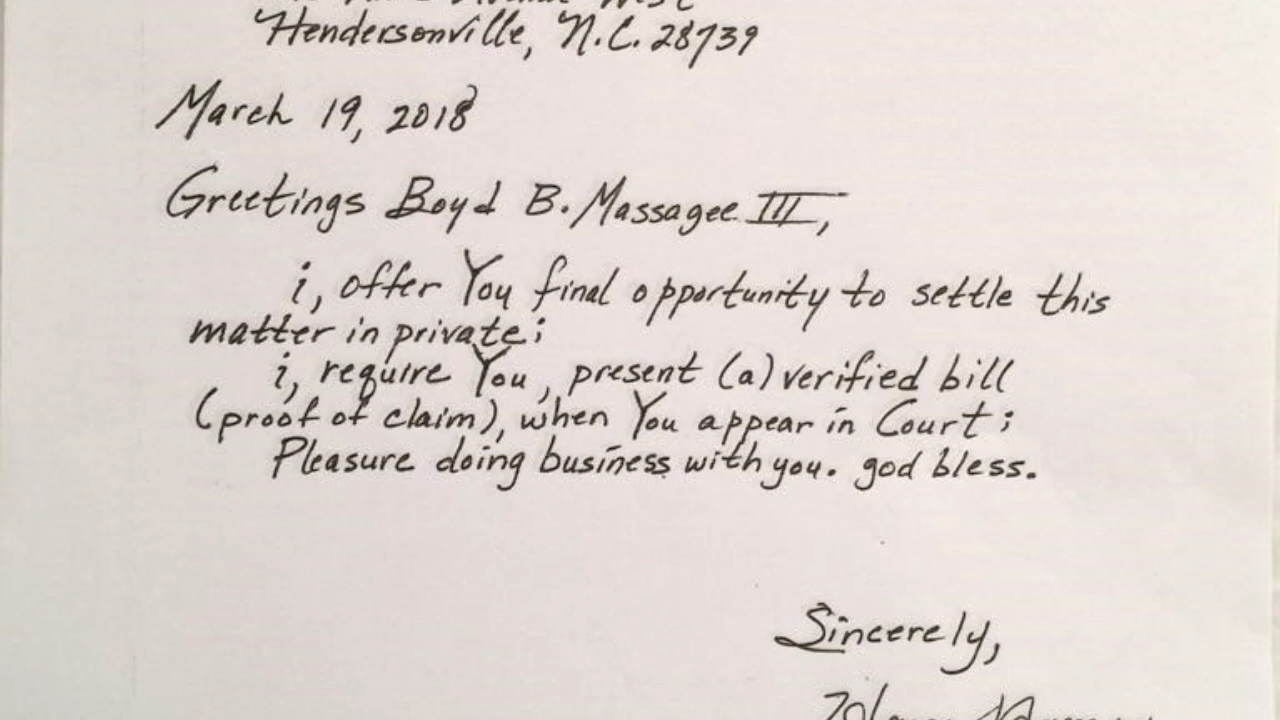 West
Hendersonville, N.C. 28739
March 19, 2018
Greetings Boyd B. Massagee III,
i, offer You final opportunity to settle this
matter in private;
i, require You, present (a) verified bill
(proof of claim), when You appear in Court;
Pleasure doing business with you. god bless.
Sincerely,